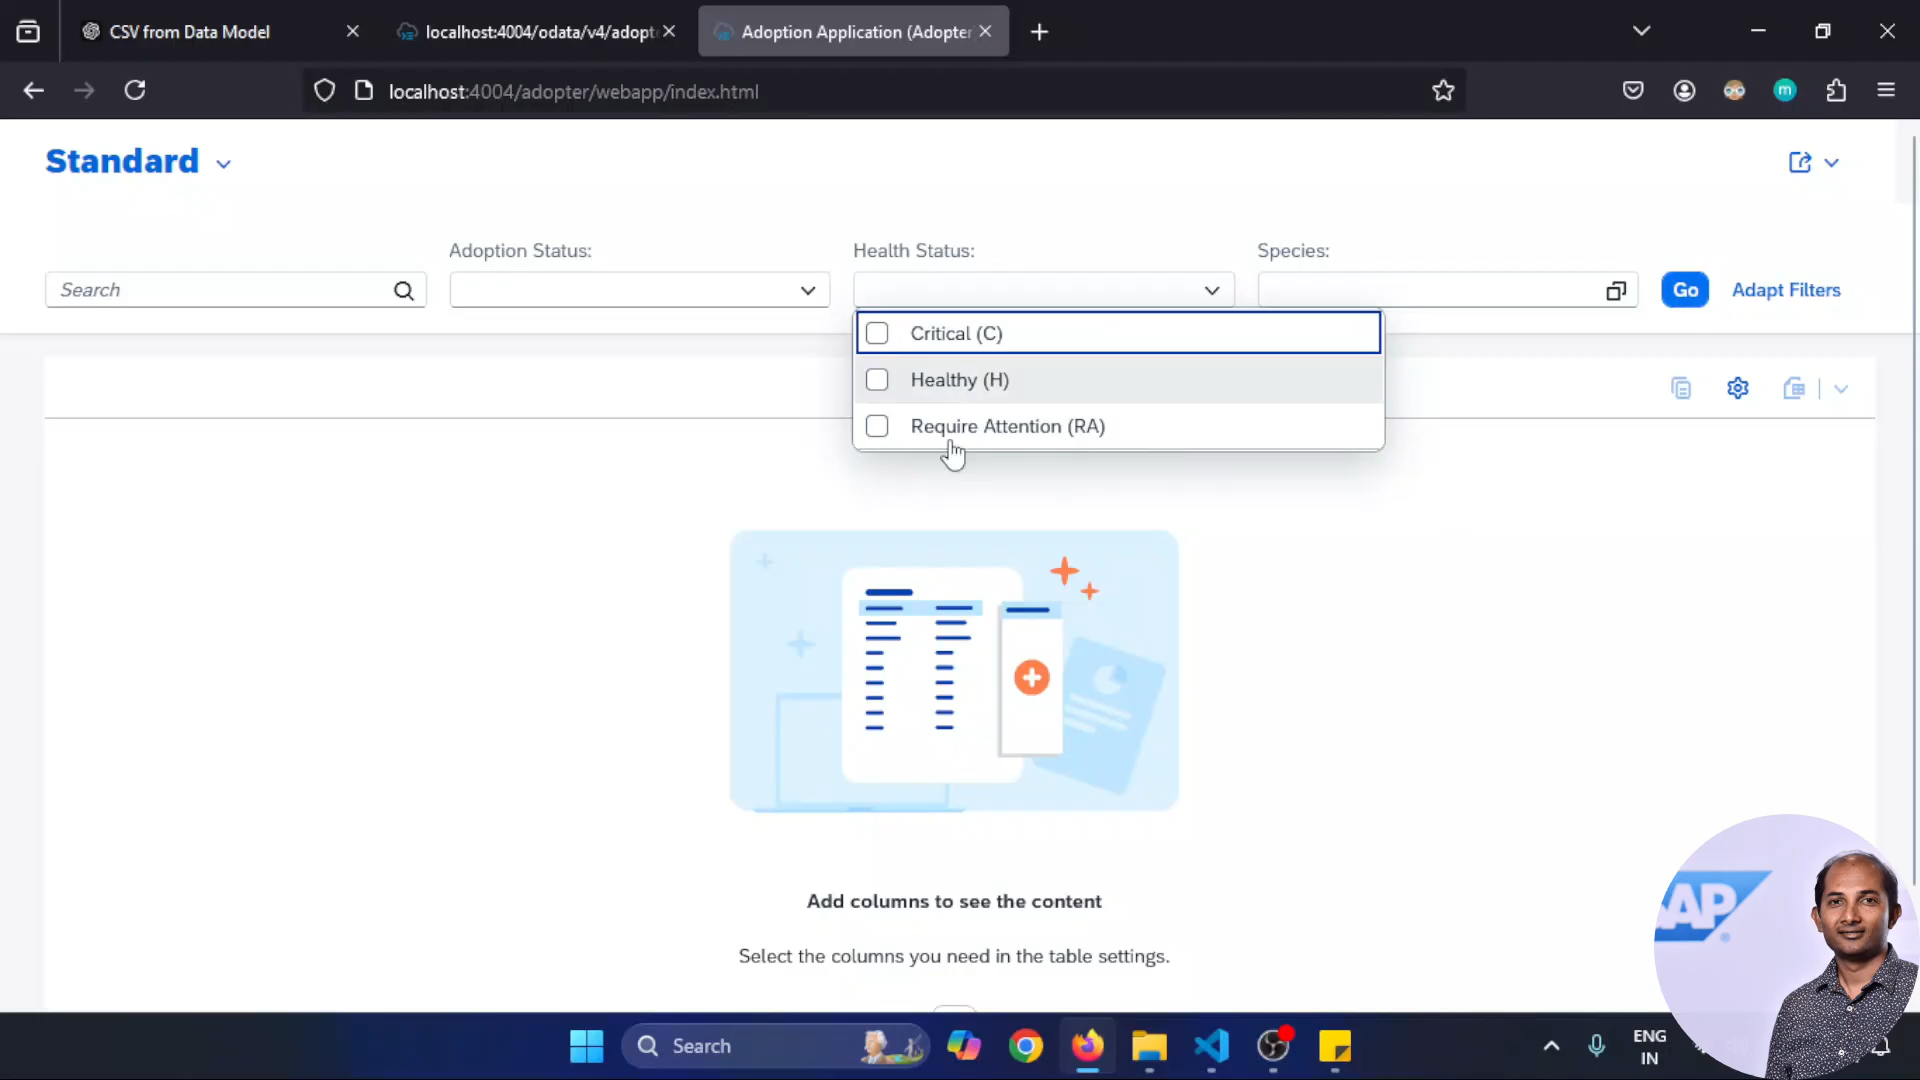 CSV from Data Model
localhost:4004/odata/v4/adopt
Adoption Application (Adopter
localhost:4004/adopter/webapp/index.html
m
Standard
Adoption Status:
Health Status:
Species:
Search
Go
Adapt Filters
Critical (C)
Healthy (H)
Require Attention (RA)
Add columns to see the content
Select the columns you need in the table settings.
AP
Search
ENG
IN